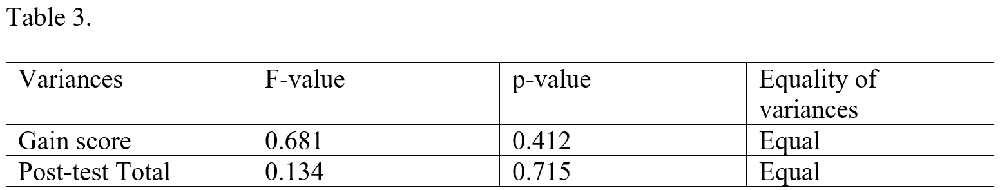 Table 3.
Variances F-value p-value Equality of
variances
Gain score 0.681 0.412 Equal
Post-test Total 0.134 0.715 Equal